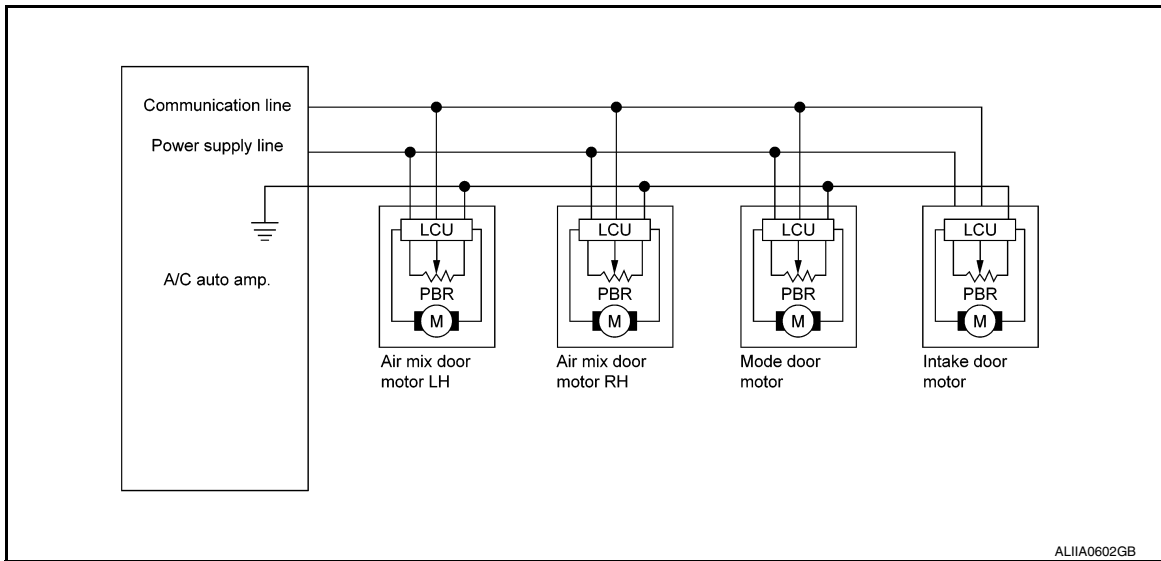 Communication line
Power supply line
A/C auto amp.
LCU
PBR
M
Air mix door
motor LH
LCU
PBR
M
Air mix door
motor RH
LCU
PBR
M
Mode door
motor
LCU
PBR
M
Intake door
motor
ALIIA0602GB